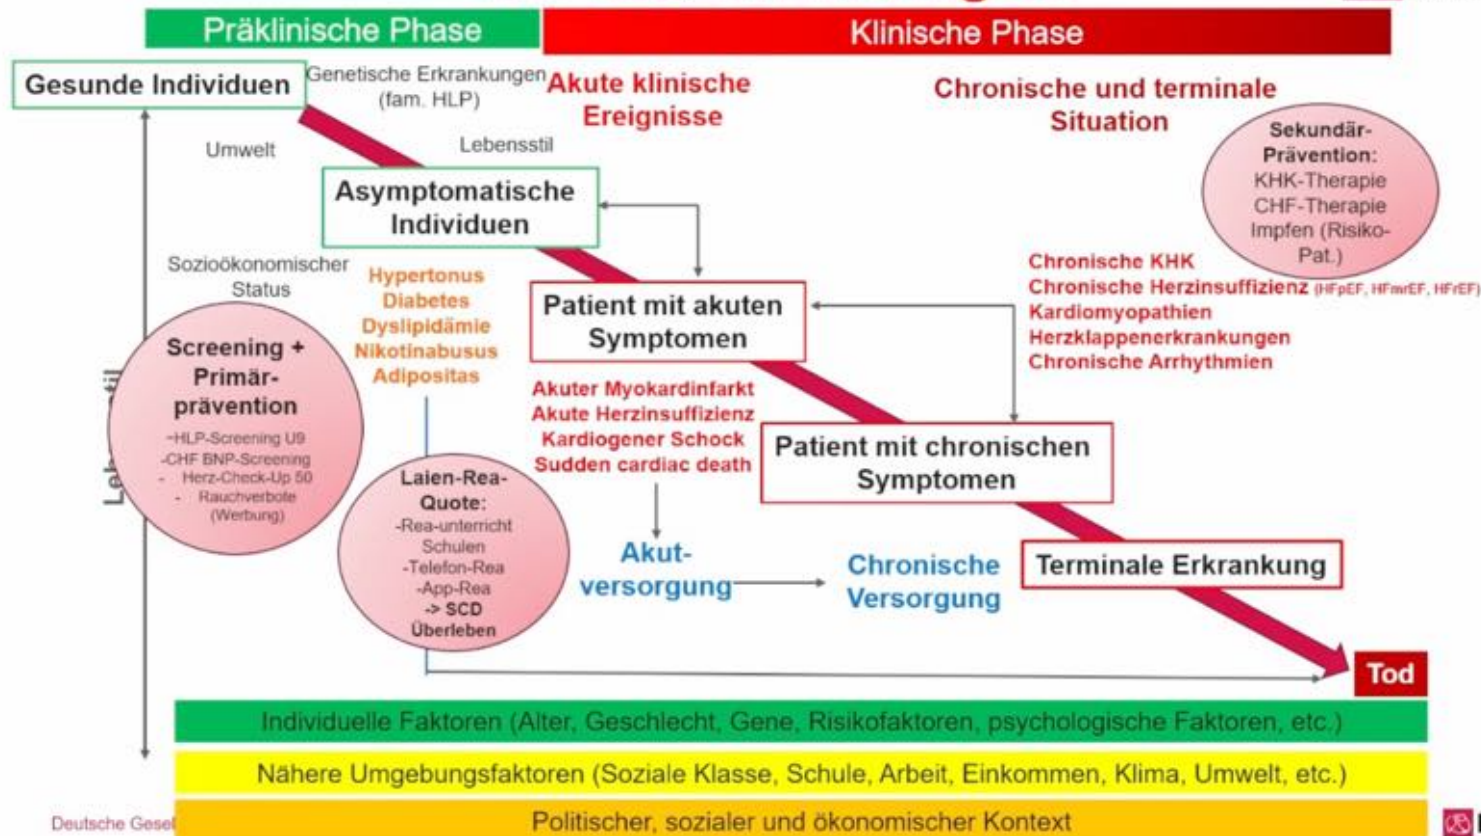 Präklinische Phase
Klinische Phase
Gesunde Individuen
Genetische Erkrankungen
(fam. HLP)
Akute klinische
Ereignisse
Chronische und terminale
Situation
Umwelt
Lebensstil
Sekundär-
Prävention:
KHK-Therapie
CHF-Therapie
Impfen (Risiko-
Pat.)
Asymptomatische
Individuen
Sozioökonomischer
Status
Hypertonus
Diabetes
Dyslipidämie
Nikotinabusus
Adipositas
Patient mit akuten
Symptomen
Chronische KHK
Chronische Herzinsuffizienz (HFpEF, HFmrEF, HFrEF)
Kardiomyopathien
Herzklappenerkrankungen
Chronische Arrhythmien
Screening +
Primär-
prävention
-HLP-Screening U9
-CHF BNP-Screening
- Herz-Check-Up 50
- Rauchverbote
(Werbung)
Akuter Myokardinfarkt
Akute Herzinsuffizienz
Kardiogener Schock
Sudden cardiac death
Patient mit chronischen
Symptomen
Laien-Rea-
Quote:
-Rea-unterricht
Schulen
-Telefon-Rea
-App-Rea
-> SCD
Überleben
Akut-
versorgung
Chronische
Versorgung
Terminale Erkrankung
Tod
Individuelle Faktoren (Alter, Geschlecht, Gene, Risikofaktoren, psychologische Faktoren, etc.)
Nähere Umgebungsfaktoren (Soziale Klasse, Schule, Arbeit, Einkommen, Klima, Umwelt, etc.)
Politischer, sozialer und ökonomischer Kontext
Deutsche Gesel